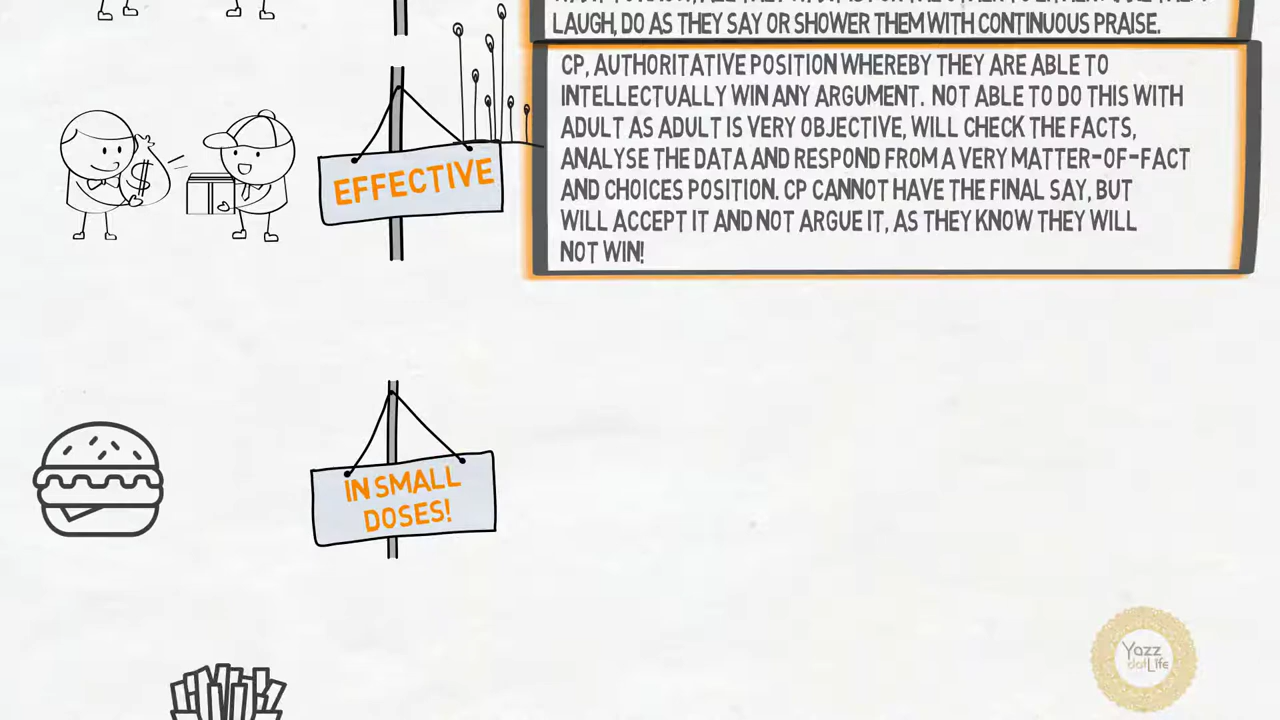 LAUGH, DO AS THEY SAY OR SHOWER THEM WITH CONTINUOUS PRAISE.
CP, AUTHORITATIVE POSITION WHEREBY THEY ARE ABLE TO
INTELLECTUALLY WIN ANY ARGUMENT. NOT ABLE TO DO THIS WITH
ADULT AS ADULT IS VERY OBJECTIVE, WILL CHECK THE FACTS,
ANALYSE THE DATA AND RESPOND FROM A VERY MATTER-OF-FACT
AND CHOICES POSITION. CP CANNOT HAVE THE FINAL SAY, BUT
WILL ACCEPT IT AND NOT ARGUE IT, AS THEY KNOW THEY WILL
NOT WIN!
EFFECTIVE
$
IN SMALL
DOSES!
Yazz
dotLife